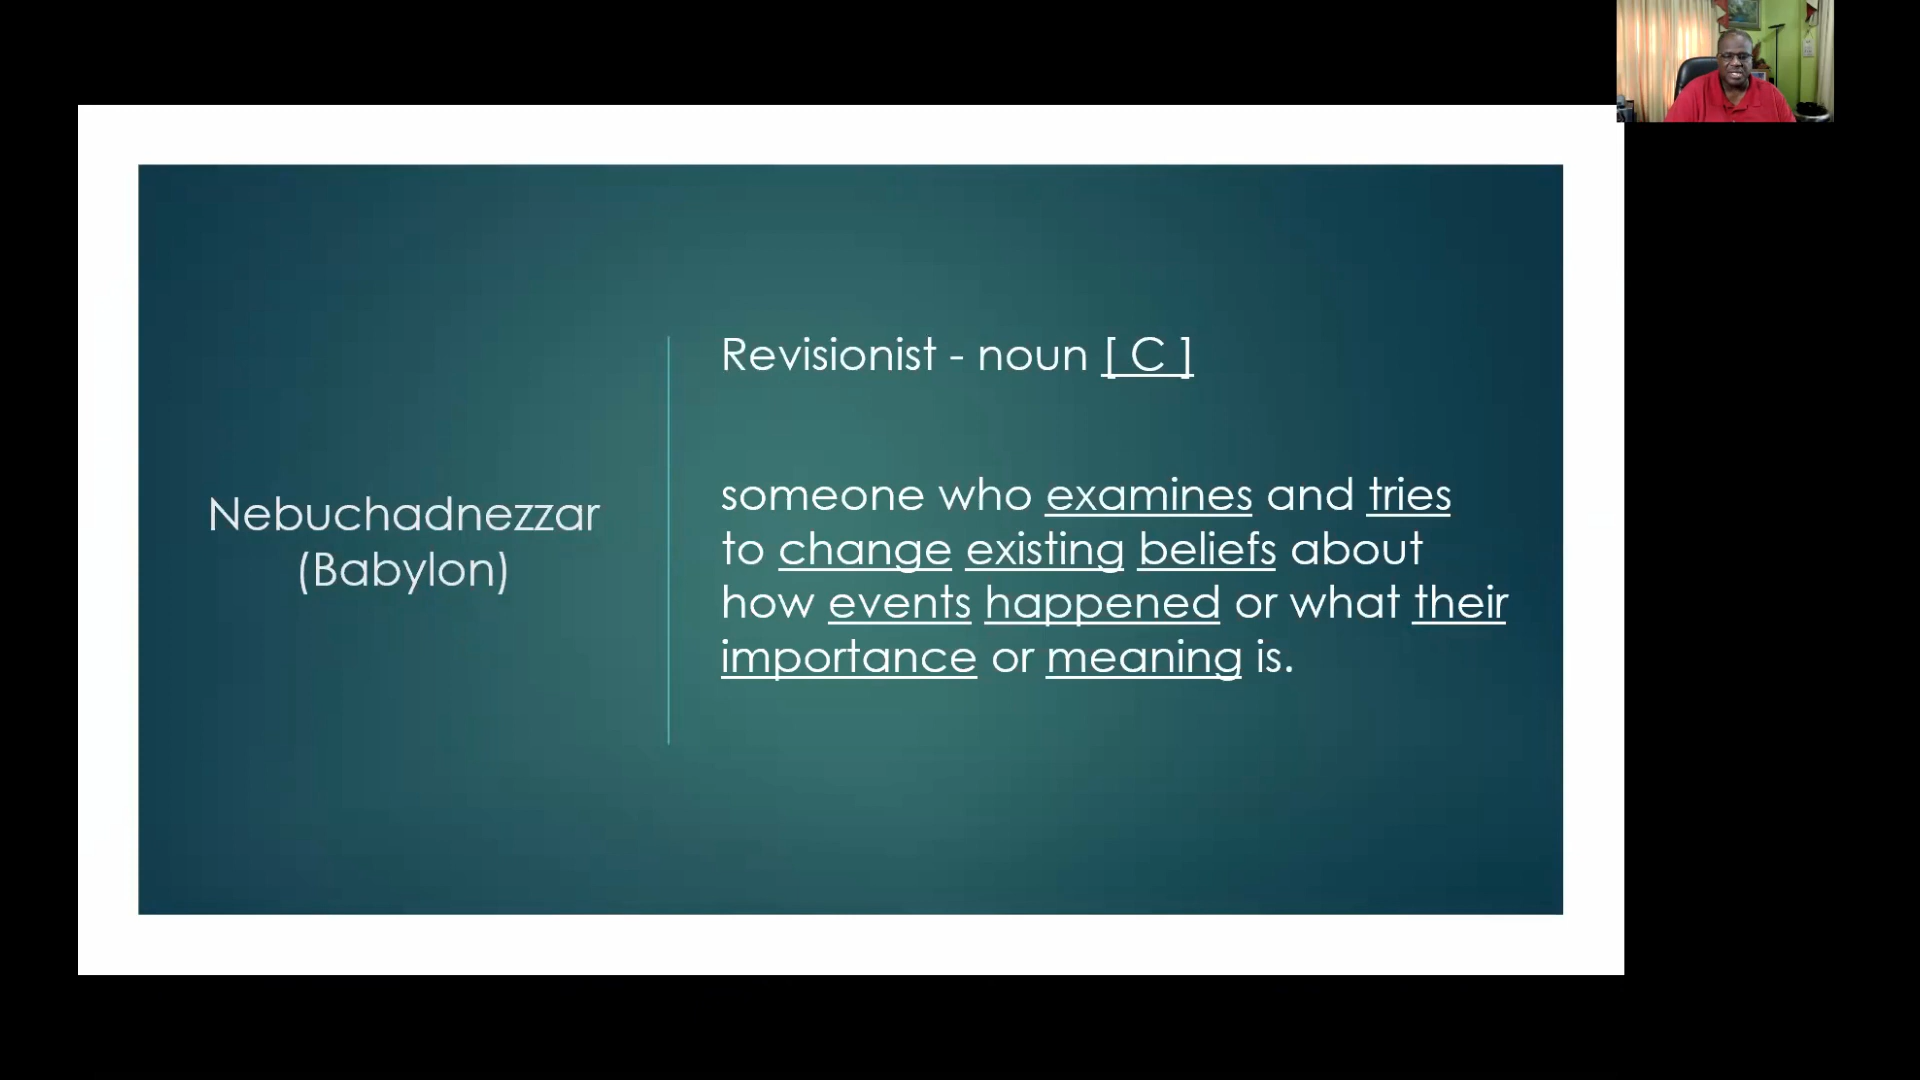 Nebuchadnezzar
(Babylon)
Revisionist - noun [ C ]
someone who examines and tries
to change existing beliefs about
how events happened or what their
importance or meaning is.